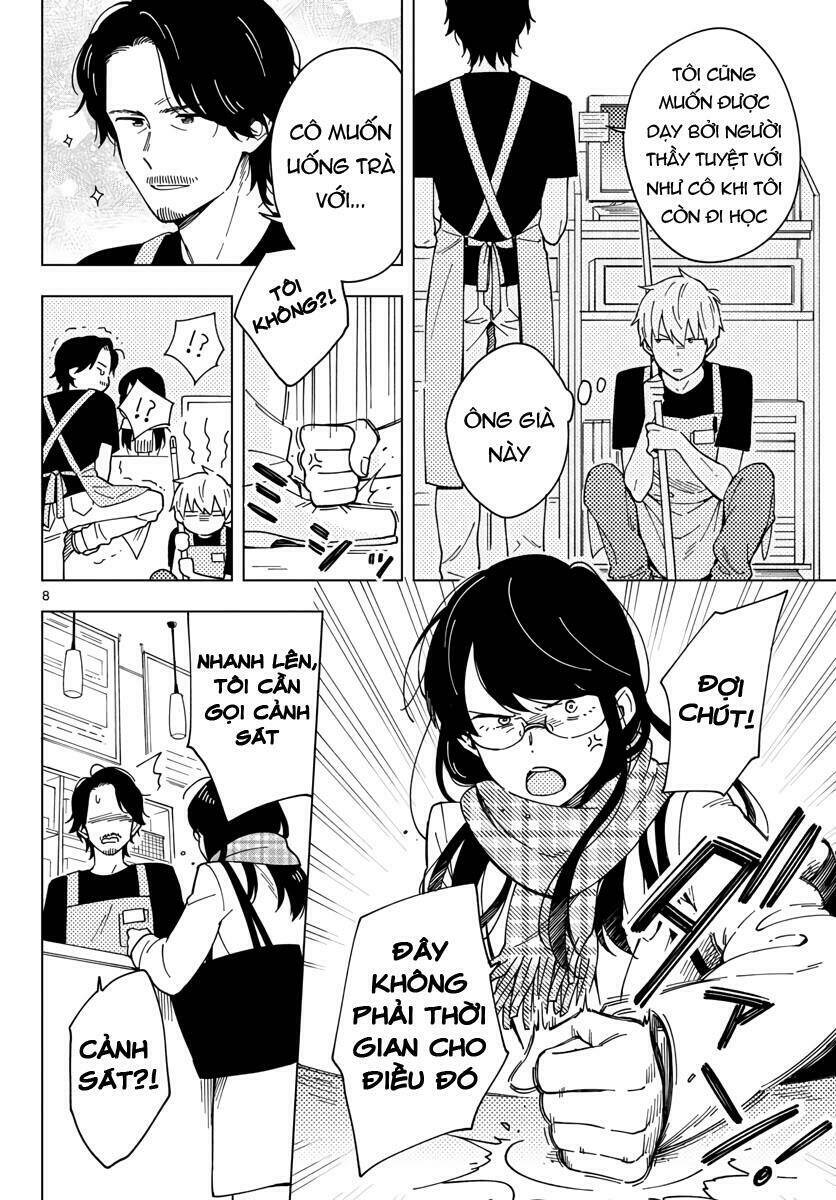 TÔI CŨNG
MUỐN ĐƯỢC
DẠY BỞI NGƯỜI
THẦY TUYỆT VỚI
NHƯ CÔ KHI TÔI
CÒN ĐI HỌC
ÔNG GIÀ
NÀY
CÔ MUỐN
UỐNG TRÀ
VỚI...
TÔI
KHÔNG?!
!?
!?
8
ĐỢI
CHÚT!
ĐÂY
KHÔNG
PHẢI THỜI
GIAN CHO
ĐIỀU ĐÓ
NHANH LÊN,
TÔI CẦN
GỌI CẢNH
SÁT
CẢNH
SÁT?!